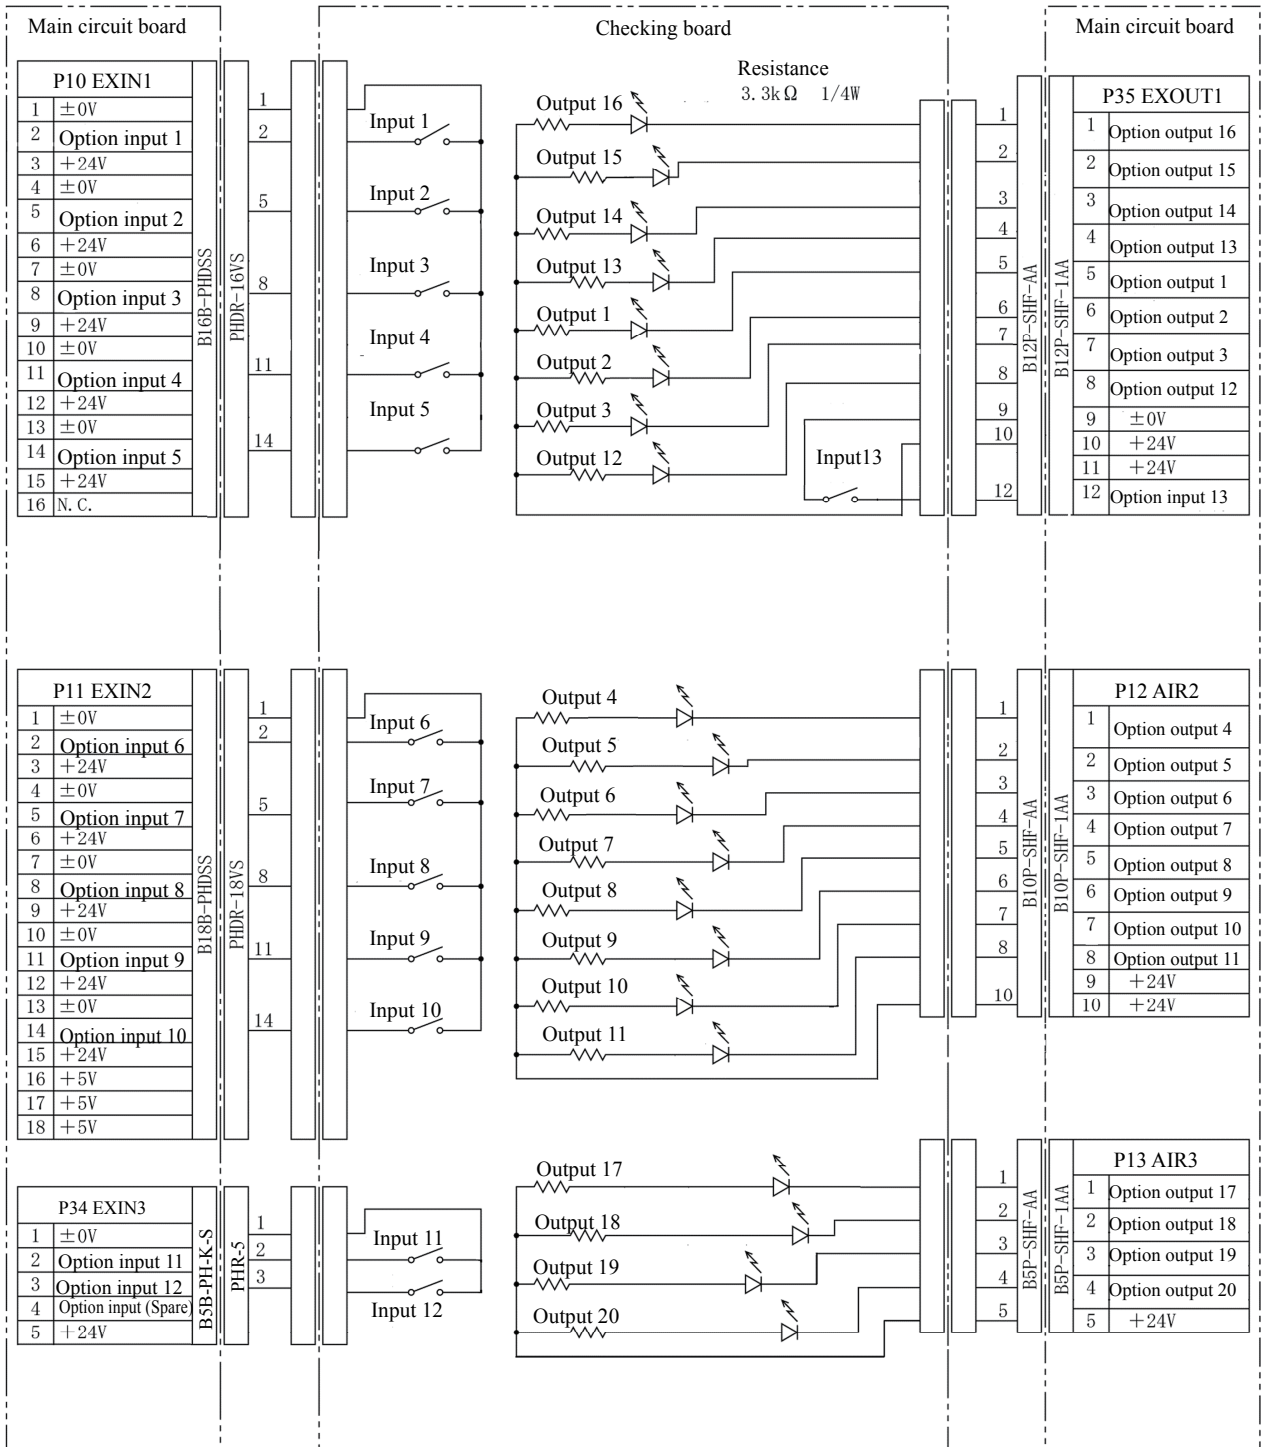 Main circuit board
Checking board
Main circuit board
P10 EXIN1
1 ±0V
2 Option input 1
3 +24V
4 ±0V
5 Option input 2
6 +24V
7 ±0V
8 Option input 3
9 +24V
10 ±0V
11 Option input 4
12 +24V
13 ±0V
14 Option input 5
15 +24V
16 N.C.
B16B-PHDSS
PHDR-16VS
1
2
5
8
11
14
Input 1
Input 2
Input 3
Input 4
Input 5
Resistance
3.3kΩ 1/4W
Output 16
Output 15
Output 14
Output 13
Output 1
Output 2
Output 3
Output 12
Input13
1
2
3
4
5
6
7
8
9
10
12
B12P-SHF-AA
B12P-SHF-1AA
P35 EXOUT1
1 Option output 16
2 Option output 15
3 Option output 14
4 Option output 13
5 Option output 1
6 Option output 2
7 Option output 3
8 Option output 12
9 ±0V
10 +24V
11 +24V
12 Option input 13
P11 EXIN2
1 ±0V
2 Option input 6
3 +24V
4 ±0V
5 Option input 7
6 +24V
7 ±0V
8 Option input 8
9 +24V
10 ±0V
11 Option input 9
12 +24V
13 ±0V
14 Option input 10
15 +24V
16 +5V
17 +5V
18 +5V
B18B-PHDSS
PHDR-18VS
1
2
5
8
11
14
Input 6
Input 7
Input 8
Input 9
Input 10
Output 4
Output 5
Output 6
Output 7
Output 8
Output 9
Output 10
Output 11
1
2
3
4
5
6
7
8
10
B10P-SHF-AA
B10P-SHF-1AA
P12 AIR2
1 Option output 4
2 Option output 5
3 Option output 6
4 Option output 7
5 Option output 8
6 Option output 9
7 Option output 10
8 Option output 11
9 +24V
10 +24V
P34 EXIN3
1 ±0V
2 Option input 11
3 Option input 12
4 Option input (Spare)
5 +24V
B5B-PH-K-S
PHR-5
1
2
3
Input 11
Input 12
Output 17
Output 18
Output 19
Output 20
1
2
3
4
5
B5P-SHF-AA
B5P-SHF-1AA
P13 AIR3
1 Option output 17
2 Option output 18
3 Option output 19
4 Option output 20
5 +24V